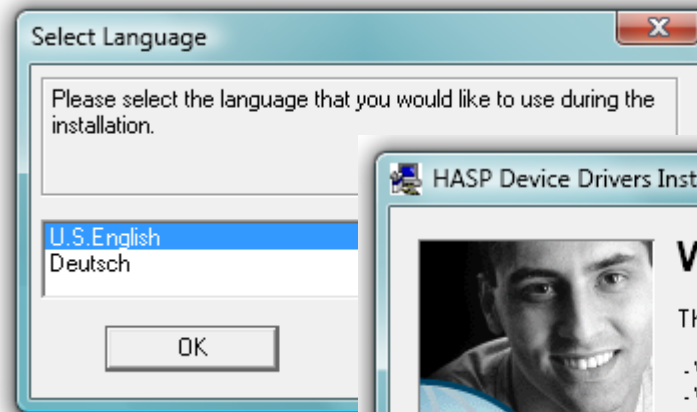 Select Language
Please select the language that you would like to use during the
installation.
U.S.English
Deutsch
OK
HASP Device Drivers